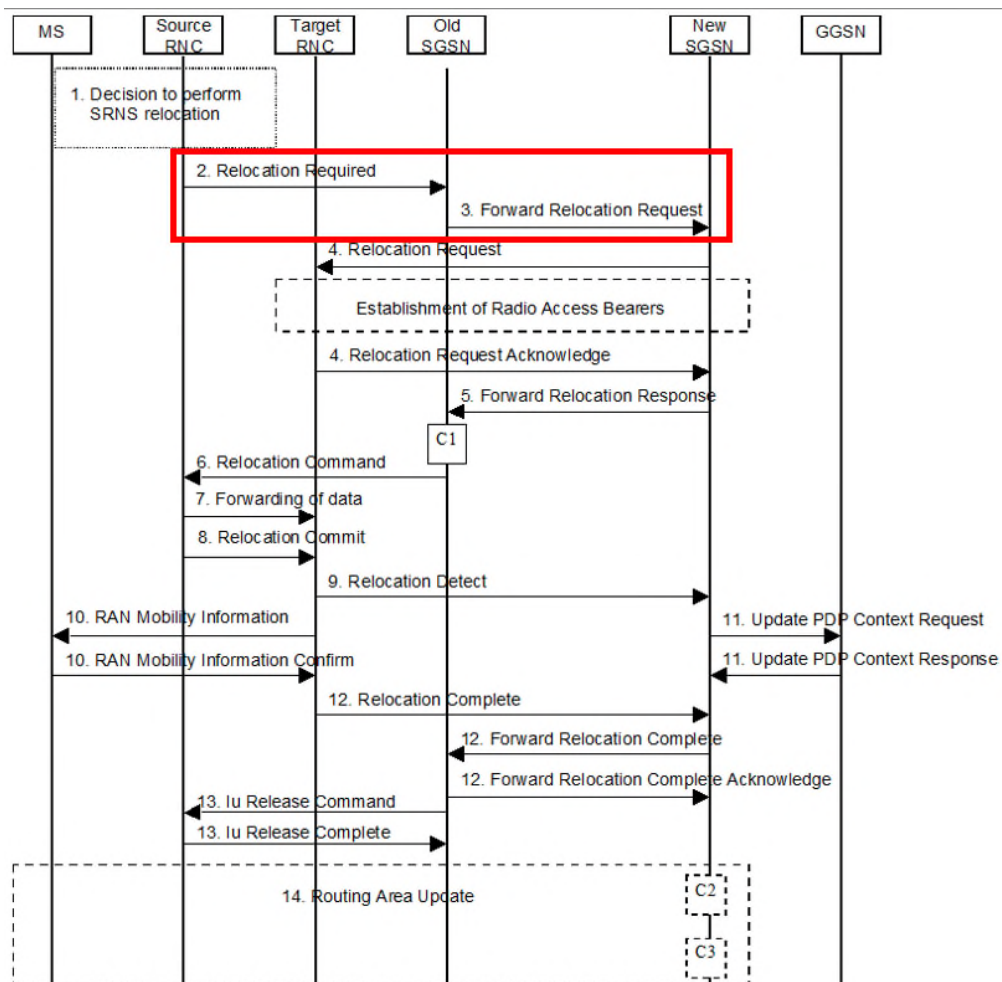 MS
Source
RNC
Target
RNC
Old
SGSN
New
SGSN
GGSN
1. Decision to perform
SRNS relocation
2. Relocation Required
3. Forward Relocation Request
4. Relocation Request
Establishment of Radio Access Bearers
4. Relocation Request Acknowledge
5. Forward Relocation Response
C1
6. Relocation Command
7. Forwarding of data
8. Relocation Commit
9. Relocation Detect
10. RAN Mobility Information
11. Update PDP Context Request
10. RAN Mobility Information Confirm
11. Update PDP Context Response
12. Relocation Complete
12. Forward Relocation Complete
12. Forward Relocation Complete Acknowledge
13. Iu Release Command
13. Iu Release Complete
14. Routing Area Update
C2
C3